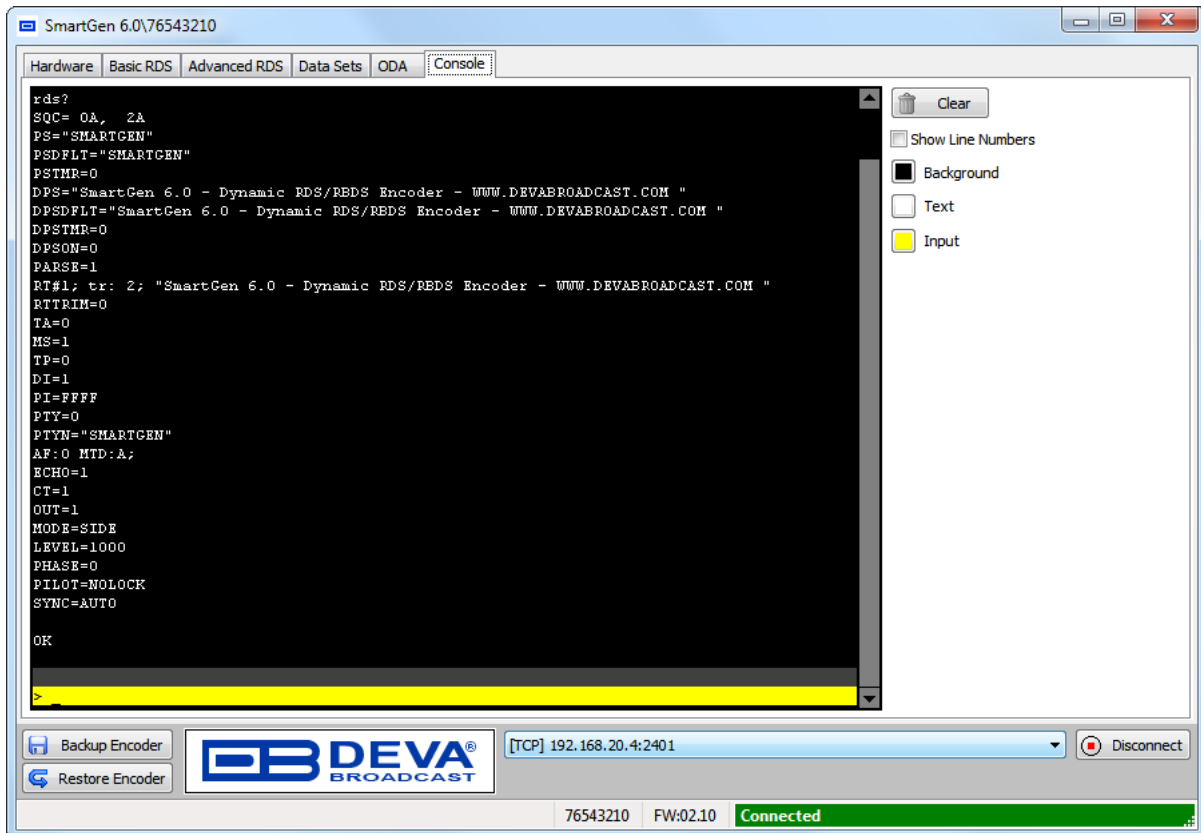 SmartGen 6.0\76543210
Hardware Basic RDS Advanced RDS Data Sets ODA Console
rds?
SQC= 0A,  2A
PS="SMARTGEN"
PSDFLT="SMARTGEN"
PSTMR=0
DPS="SmartGen 6.0 - Dynamic RDS/RBDS Encoder - WWW.DEVABROADCAST.COM "
DPSDFLT="SmartGen 6.0 - Dynamic RDS/RBDS Encoder - WWW.DEVABROADCAST.COM "
DPSTMR=0
DPSON=0
PARSE=1
RT#1; tr: 2; "SmartGen 6.0 - Dynamic RDS/RBDS Encoder - WWW.DEVABROADCAST.COM "
RTTRIM=0
TA=0
MS=1
TP=0
DI=1
PI=FFFF
PTY=0
PTYN="SMARTGEN"
AF:0 MTD:A;
ECHO=1
CT=1
OUT=1
MODE=SIDE
LEVEL=1000
PHASE=0
PILOT=NOLOCK
SYNC=AUTO
OK
> _
Clear
Show Line Numbers
Background
Text
Input
Backup Encoder
Restore Encoder
DEVA®
BROADCAST
[TCP] 192.168.20.4:2401
Disconnect
76543210 FW:02.10 Connected